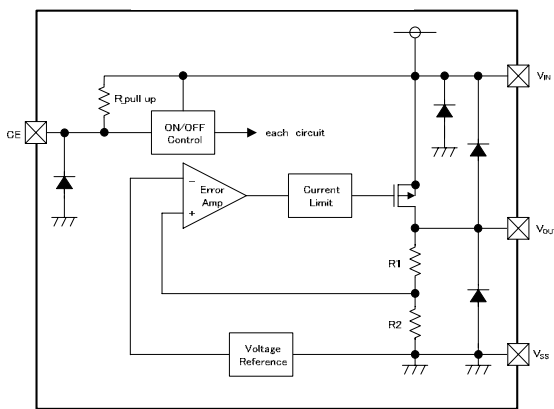 VIN
R_pull up
CE
ON/OFF
Control
each circuit
−
Error
Amp
+
Current
Limit
VOUT
R1
R2
Voltage
Reference
VSS